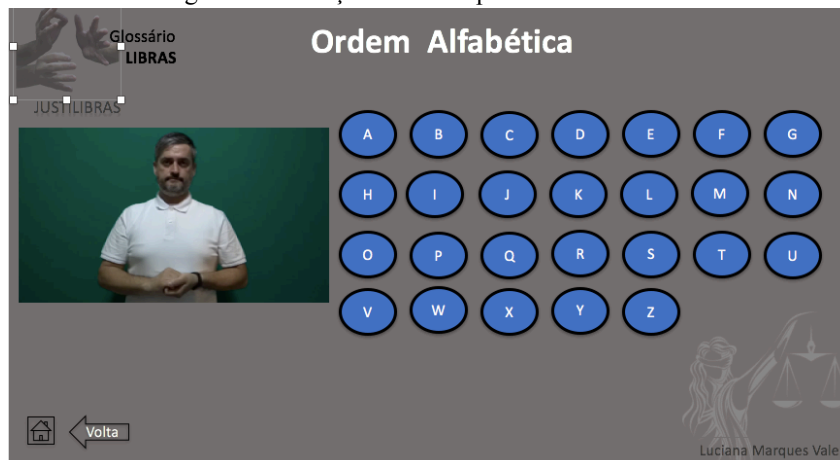 Glossário
LIBRAS
Ordem Alfabética
JUSTILIBRAS
A B C D E F G
H I J K L M N
O P Q R S T U
V W X Y Z
Volta
Luciana Marques Vale